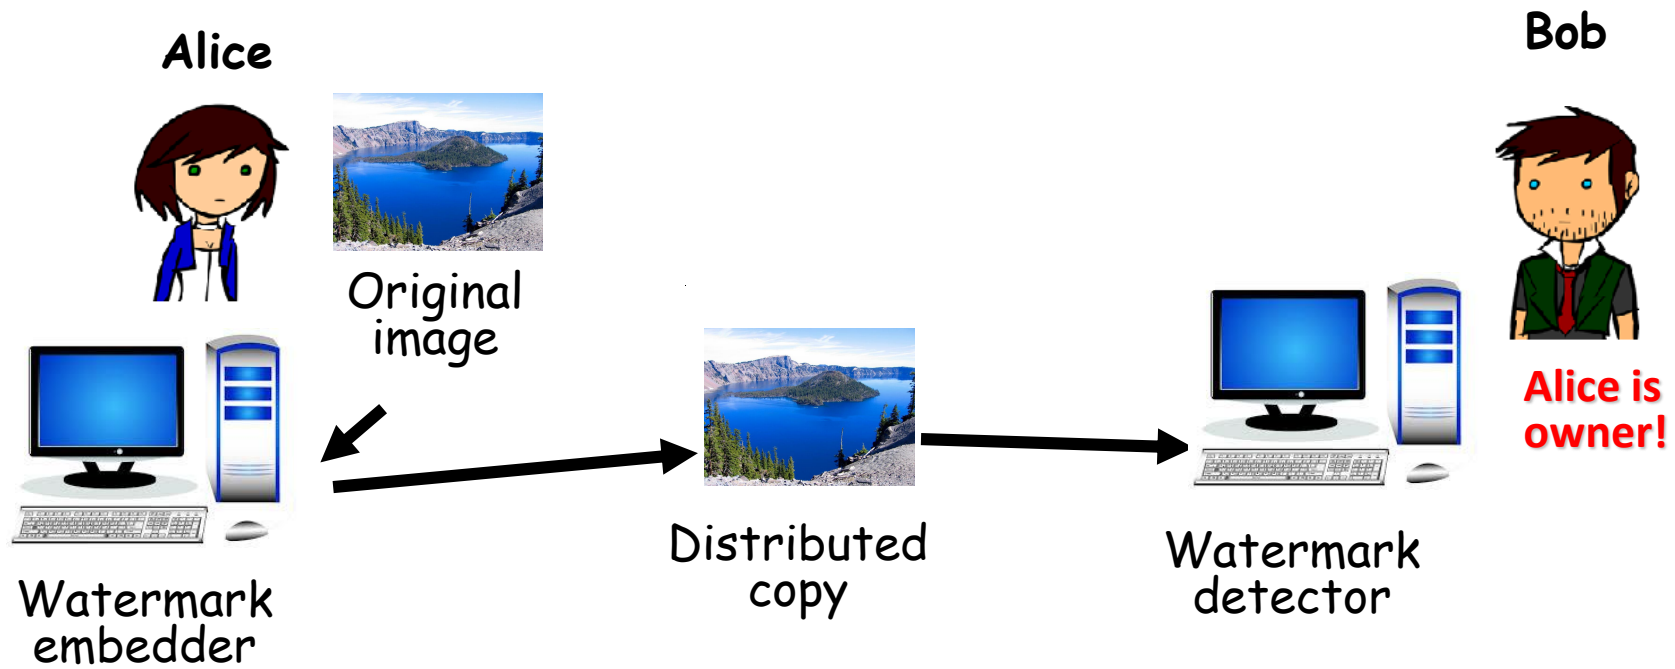 Alice
Bob
Original
image
Alice is
owner!
Distributed
copy
Watermark
detector
Watermark
embedder